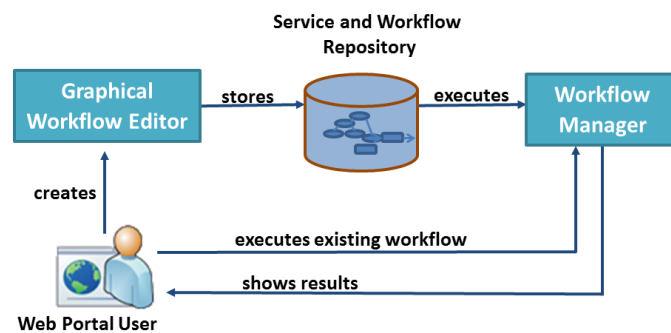 Service and Workflow
Repository
Graphical
Workflow Editor
stores
executes
Workflow
Manager
creates
executes existing workflow
shows results
Web Portal User